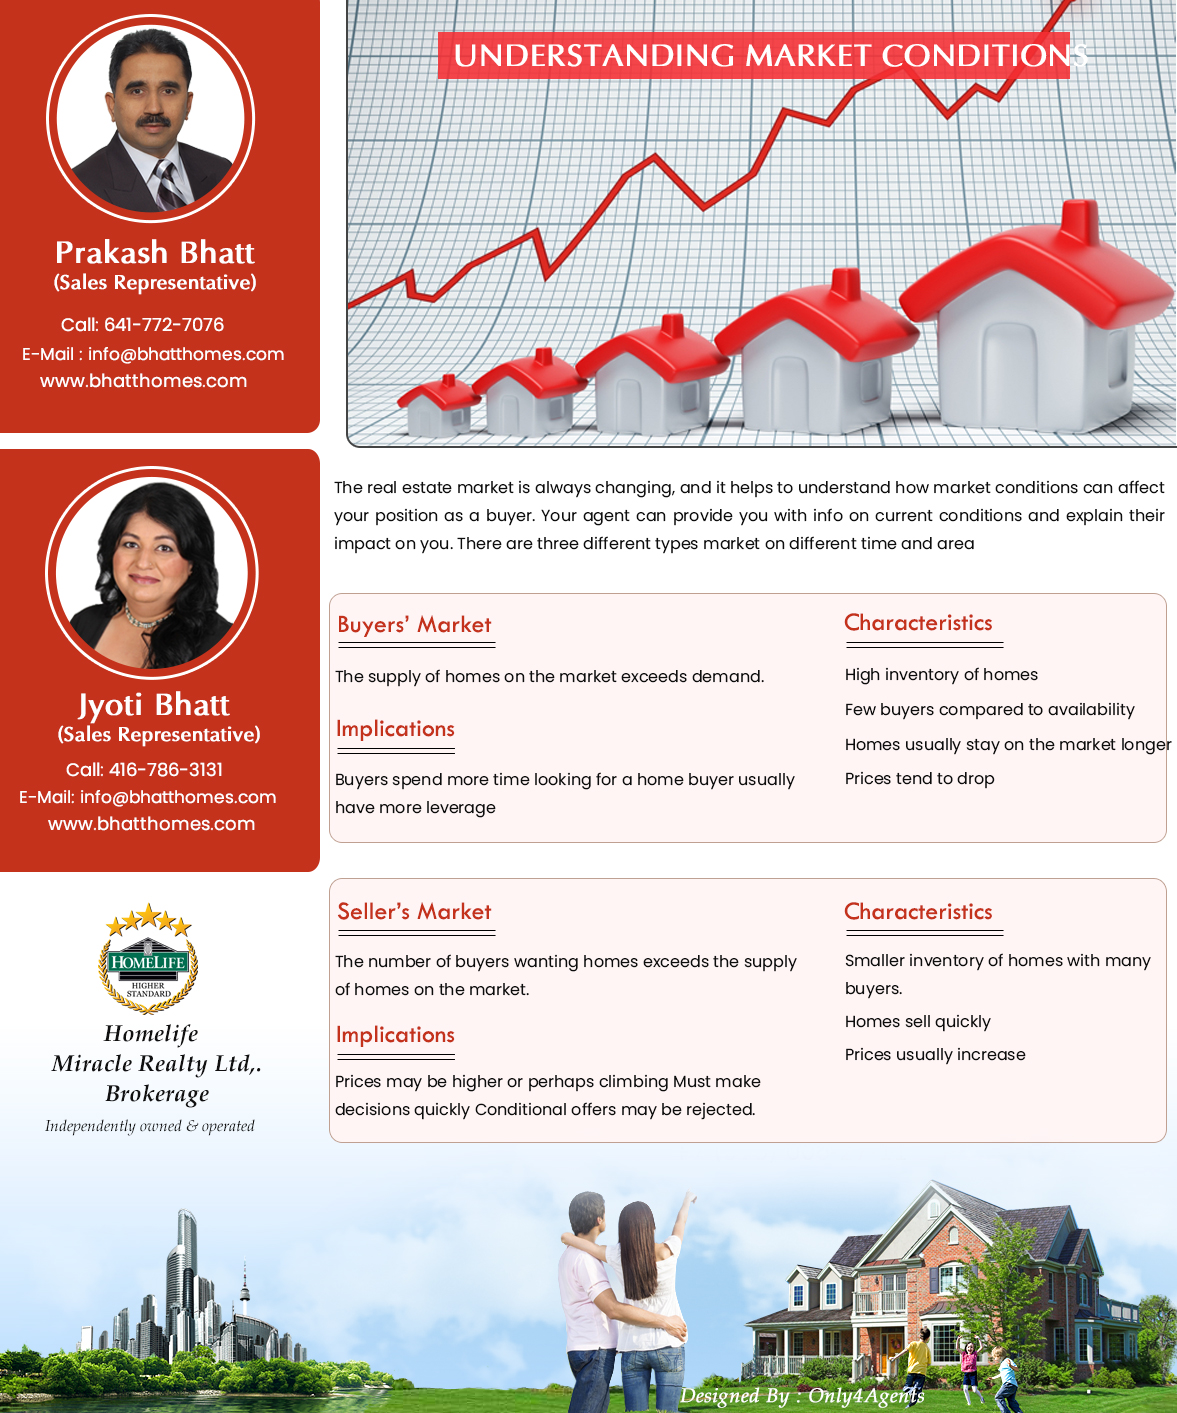 Prakash Bhatt
(Sales Representative)
Call: 641-772-7076
E-Mail : info@bhatthomes.com
www.bhatthomes.com
Jyoti Bhatt
(Sales Representative)
Call: 416-786-3131
E-Mail: info@bhatthomes.com
www.bhatthomes.com
HOMELIFE
HIGHER
STANDARD
Homelife
Miracle Realty Ltd,.
Brokerage
Independently owned & operated
UNDERSTANDING MARKET CONDITIONS
The real estate market is always changing, and it helps to understand how market conditions can affect
your position as a buyer. Your agent can provide you with info on current conditions and explain their
impact on you. There are three different types market on different time and area
Buyers’ Market
The supply of homes on the market exceeds demand.
Implications
Buyers spend more time looking for a home buyer usually
have more leverage
Characteristics
High inventory of homes
Few buyers compared to availability
Homes usually stay on the market longer
Prices tend to drop
Seller’s Market
The number of buyers wanting homes exceeds the supply
of homes on the market.
Implications
Prices may be higher or perhaps climbing Must make
decisions quickly Conditional offers may be rejected.
Characteristics
Smaller inventory of homes with many
buyers.
Homes sell quickly
Prices usually increase
Designed By : Only4Agents